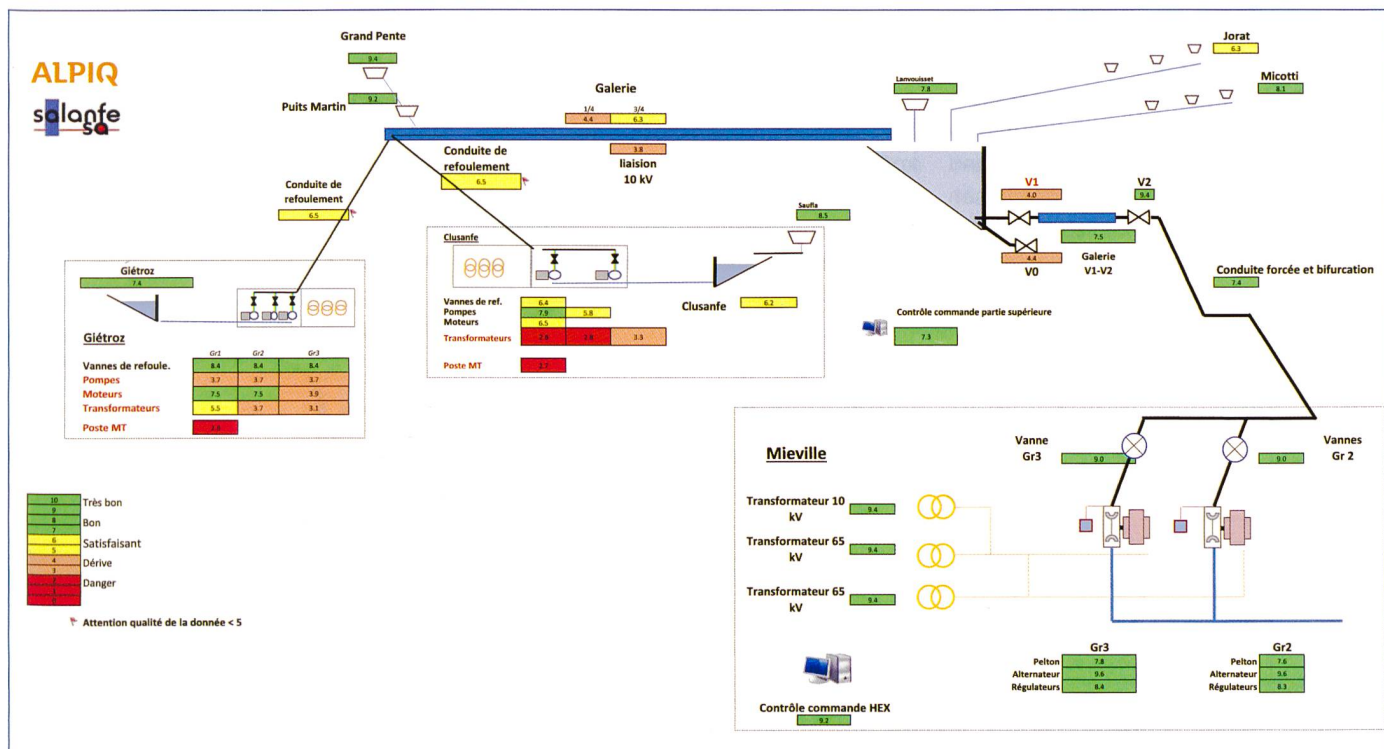 ALPIQ
salanfe
sa
Grand Pente
9.4
Puits Martin
9.2
Galerie
1/4 3/4
4.4 6.3
3.8
liaision
10 kV
Lanvouisset
7.8
Jorat
6.3
Micotti
8.1
Conduite de
refoulement
6.5
Conduite de
refoulement
6.5
V1
4.0
V2
9.4
7.5
Galerie
V1-V2
4.4
V0
Conduite forcée et bifurcation
7.4
Saufla
8.5
Clusanfe
Clusanfe
6.2
Vannes de ref. 6.4
Pompes 7.9 5.8
Moteurs 6.5
Transformateurs 3.3
Poste MT
Contrôle commande partie supérieure
7.3
Giétroz
7.4
Giétroz
Gr1 Gr2 Gr3
Vannes de refoule. 8.4 8.4 8.4
Pompes 3.7 3.7 3.7
Moteurs 7.5 7.5 3.9
Transformateurs 5.5 3.7 3.1
Poste MT
10 Très bon
9
8 Bon
7
6 Satisfaisant
5
4 Dérive
3
Danger
Attention qualité de la donnée < 5
Mieville
Vanne
Gr3
9.0
Vannes
Gr 2
9.0
Transformateur 10
kV
9.4
Transformateur 65
kV
9.4
Transformateur 65
kV
9.4
Contrôle commande HEX
9.2
Gr3
Pelton 7.8
Alternateur 9.6
Régulateurs 8.4
Gr2
Pelton 7.6
Alternateur 9.6
Régulateurs 8.3